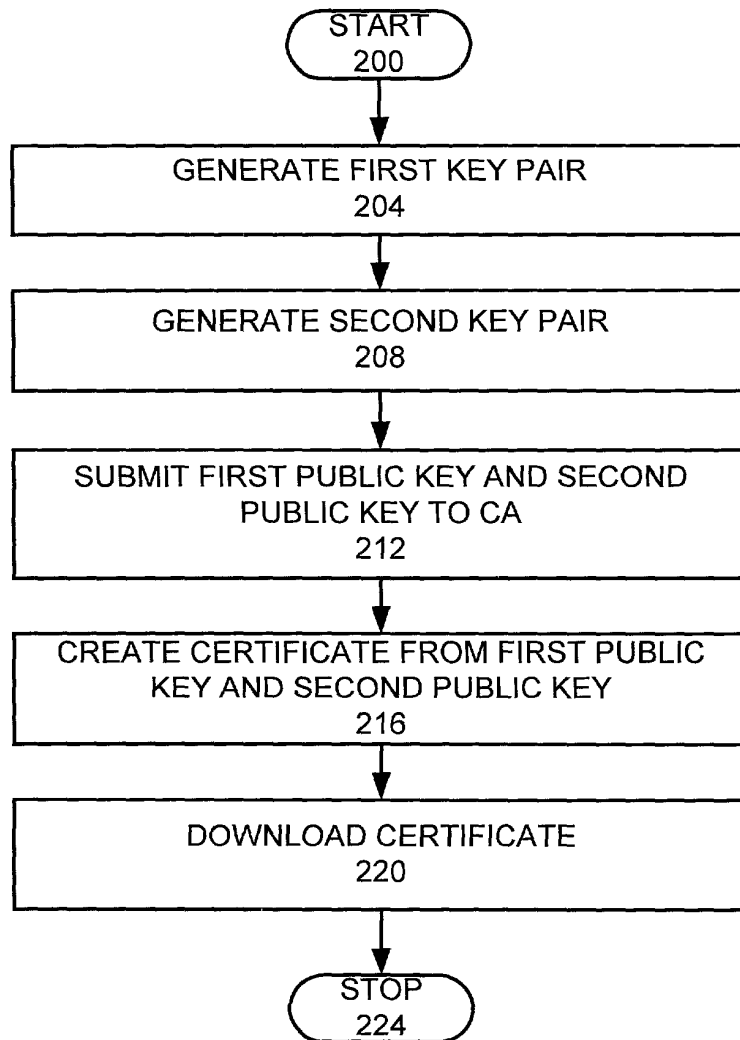 START
200
GENERATE FIRST KEY PAIR
204
GENERATE SECOND KEY PAIR
208
SUBMIT FIRST PUBLIC KEY AND SECOND
PUBLIC KEY TO CA
212
CREATE CERTIFICATE FROM FIRST PUBLIC
KEY AND SECOND PUBLIC KEY
216
DOWNLOAD CERTIFICATE
220
STOP
224